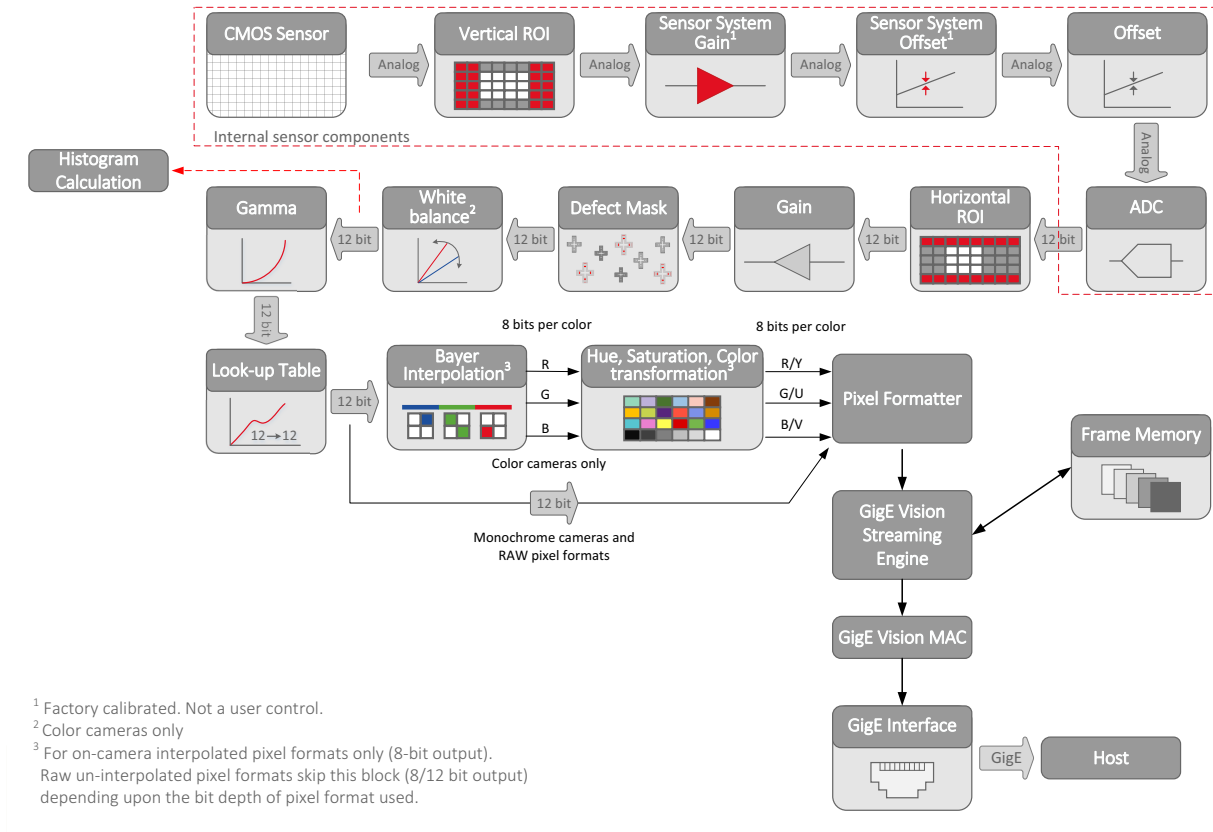 CMOS Sensor
Analog
Vertical ROI
Analog
Sensor System
Gain1
Analog
Sensor System
Offset1
Analog
Offset
Internal sensor components
Analog
Histogram
Calculation
ADC
12 bit
Horizontal
ROI
12 bit
Gain
12 bit
Defect Mask
12 bit
White
balance2
12 bit
Gamma
12 bit
Look-up Table
12→12
12 bit
8 bits per color
8 bits per color
Bayer
Interpolation3
R
G
B
Hue, Saturation, Color
transformation3
R/Y
G/U
B/V
Pixel Formatter
Color cameras only
12 bit
Monochrome cameras and
RAW pixel formats
Frame Memory
GigE Vision
Streaming
Engine
GigE Vision MAC
GigE Interface
GigE
Host
1 Factory calibrated. Not a user control.
2 Color cameras only
3 For on-camera interpolated pixel formats only (8-bit output).
Raw un-interpolated pixel formats skip this block (8/12 bit output)
depending upon the bit depth of pixel format used.